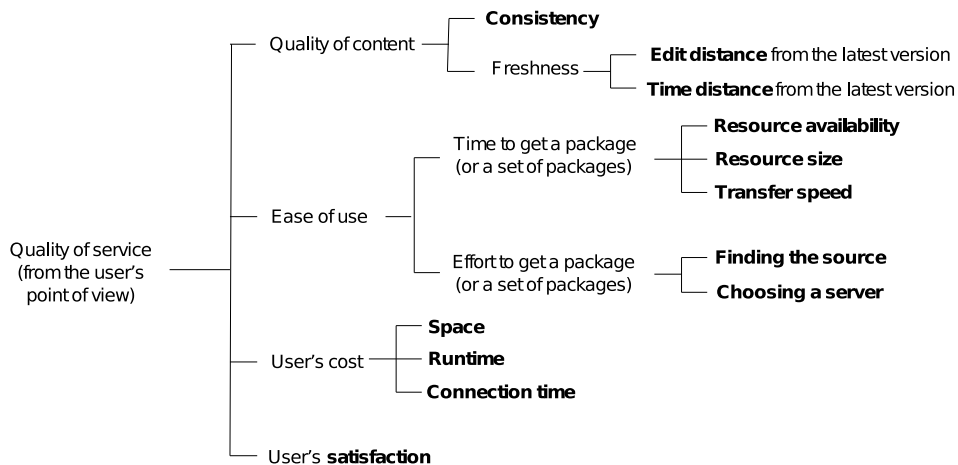 Quality of service
(from the user's
point of view)
Quality of content
Consistency
Freshness
Edit distance from the latest version
Time distance from the latest version
Ease of use
Time to get a package
(or a set of packages)
Resource availability
Resource size
Transfer speed
Effort to get a package
(or a set of packages)
Finding the source
Choosing a server
User's cost
Space
Runtime
Connection time
User's satisfaction